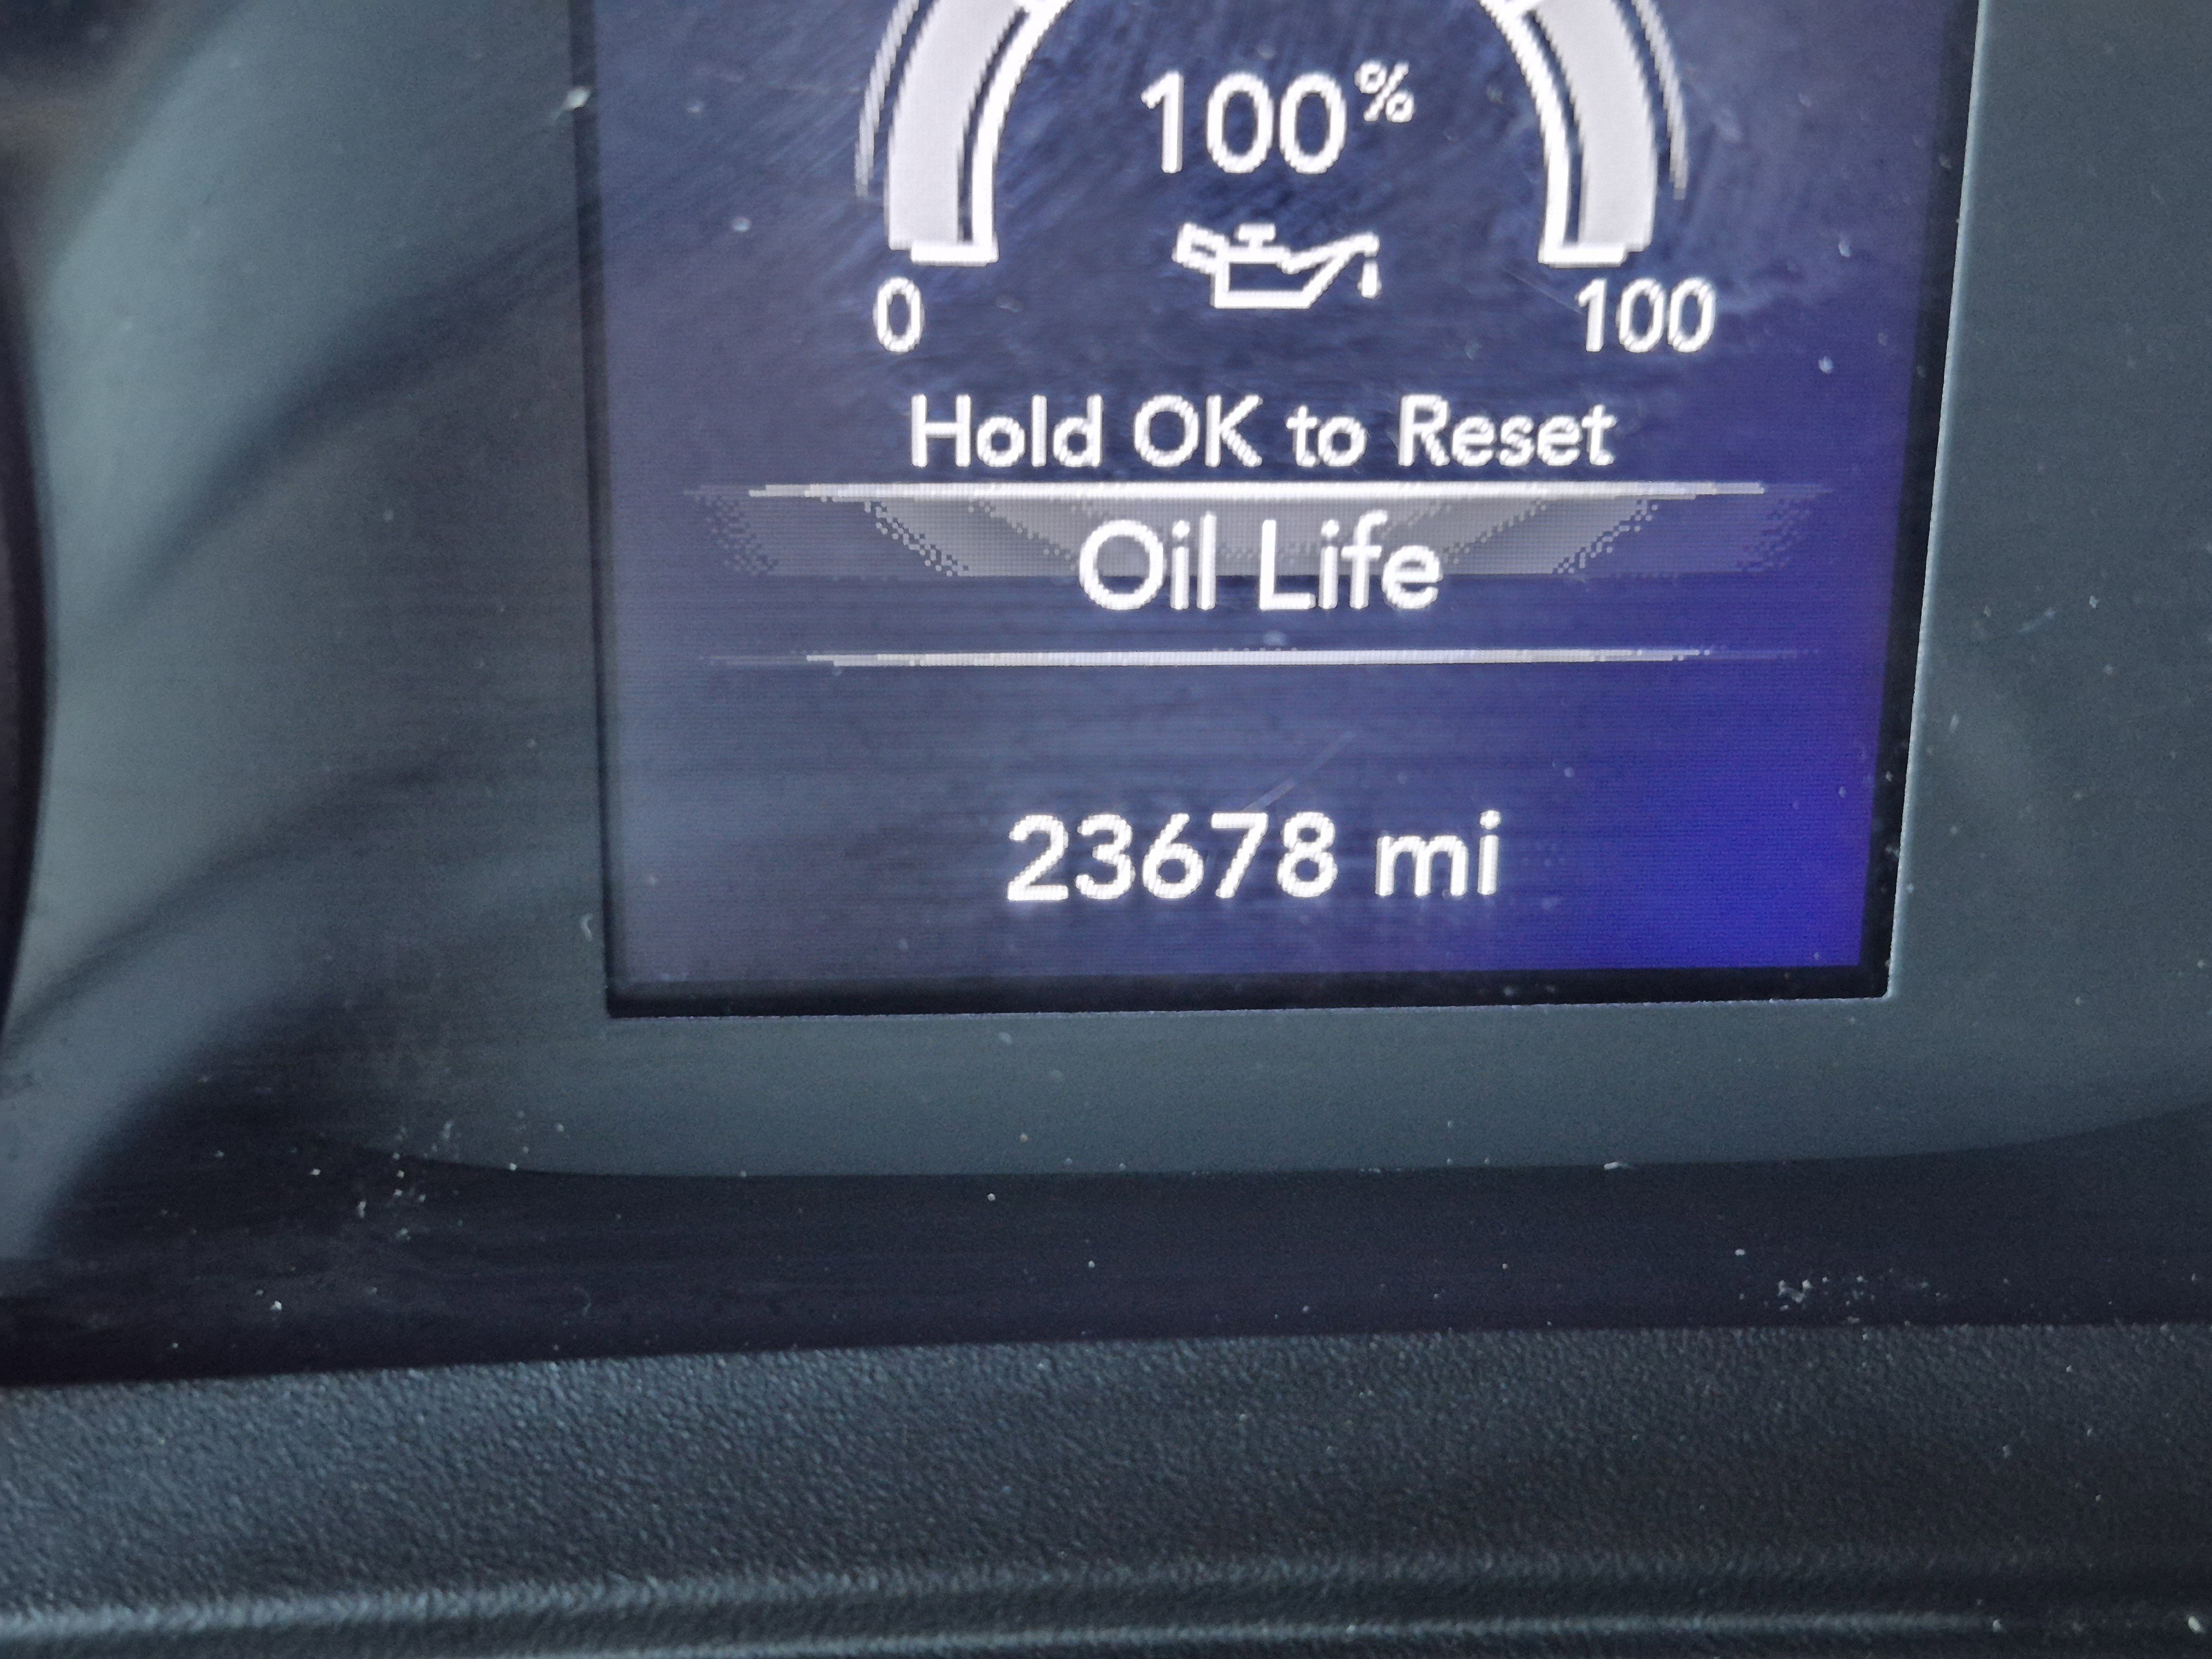 100%
0 100
Hold OK to Reset
Oil Life
23678 mi